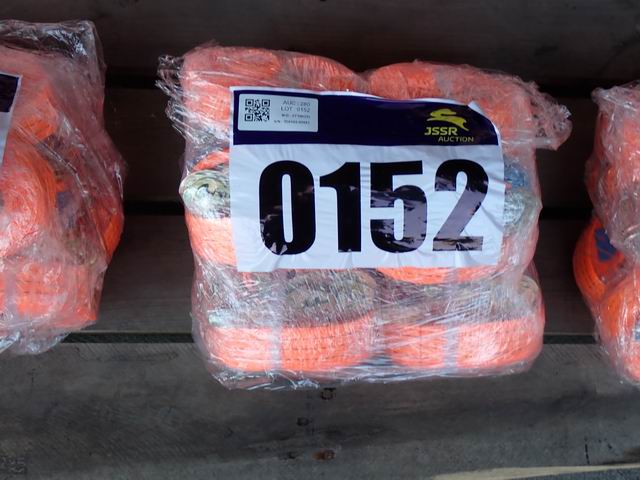 AUC : 280
LOT : 0152
JSSR
AUCTION
0152